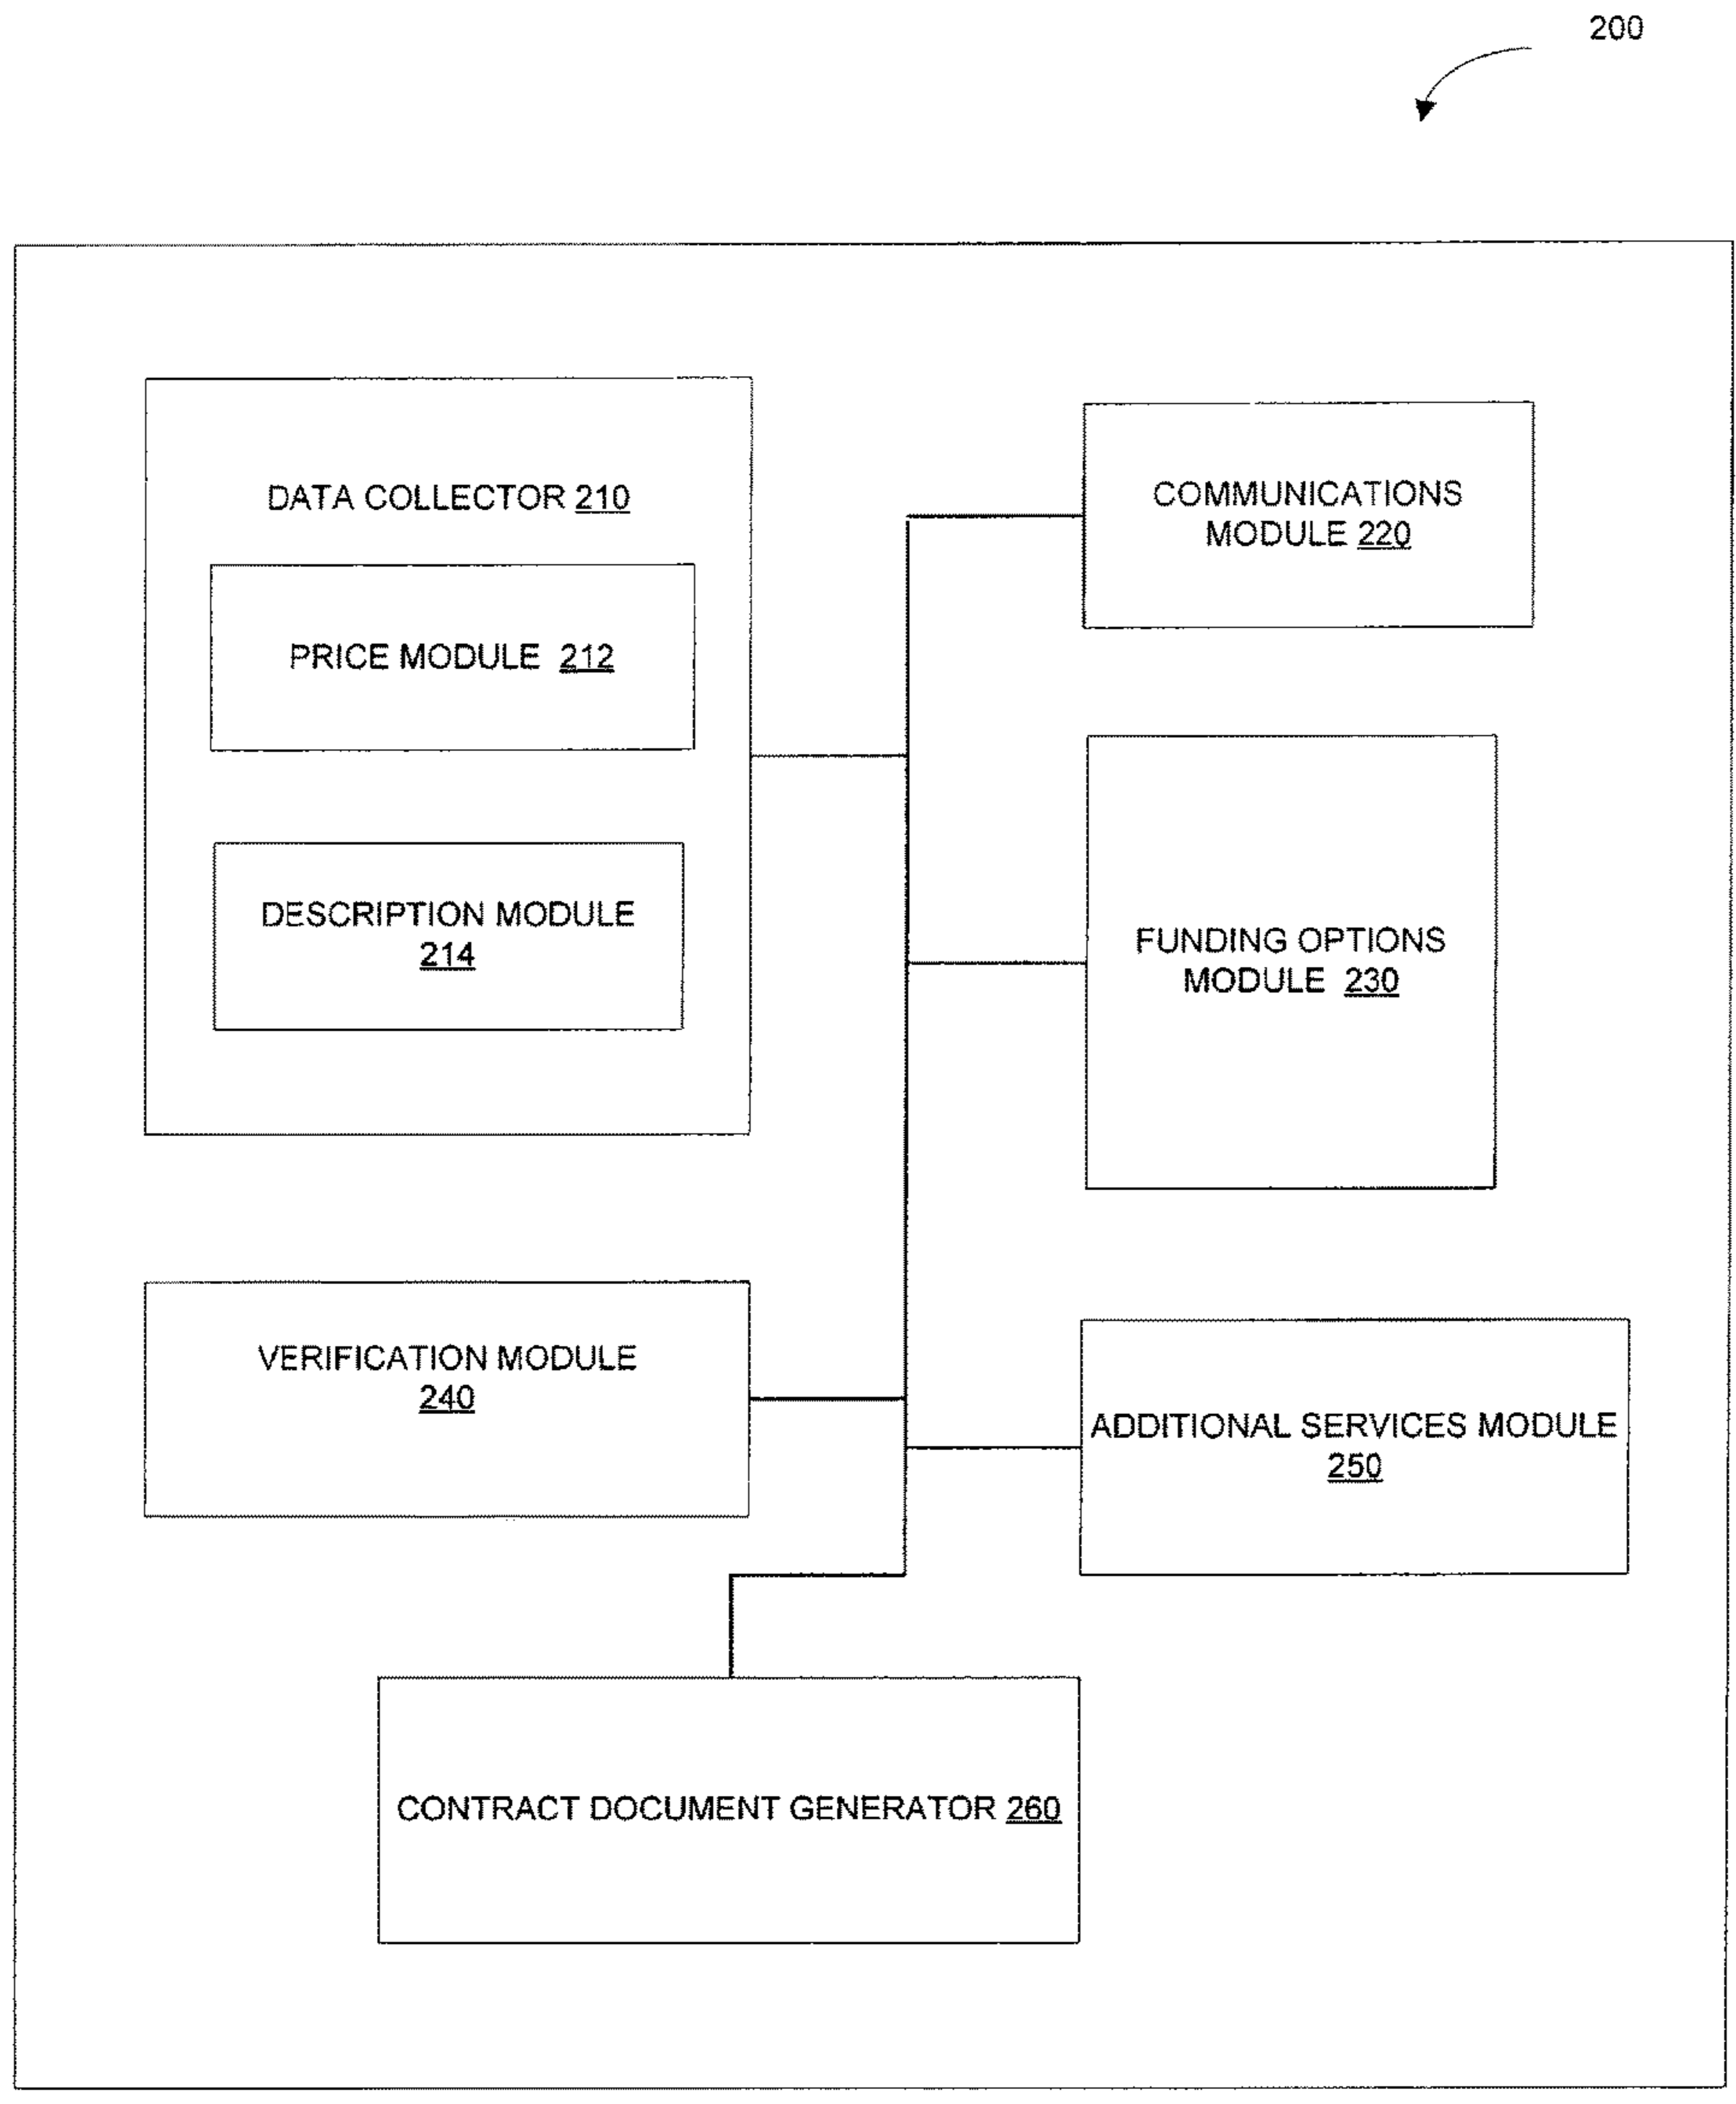 200
DATA COLLECTOR 210
PRICE MODULE 212
DESCRIPTION MODULE
214
COMMUNICATIONS
MODULE 220
FUNDING OPTIONS
MODULE 230
VERIFICATION MODULE
240
ADDITIONAL SERVICES MODULE
250
CONTRACT DOCUMENT GENERATOR 260